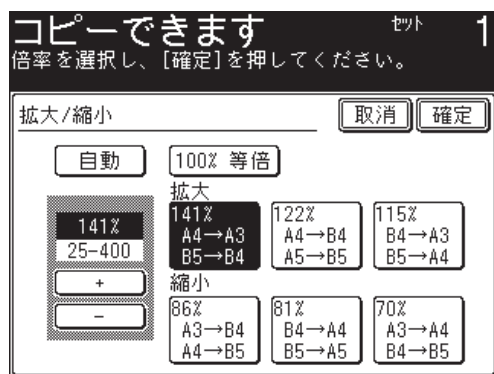 コピーできます セット 1
倍率を選択し、[確定]を押してください。
拡大/縮小 取消 確定
自動 100% 等倍
拡大
141% 122% 115%
A4→A3 A4→B4 B4→A3
B5→B4 A5→B5 B5→A4
141%
25-400
+
-
縮小
86% 81% 70%
A3→B4 B4→A4 A3→A4
A4→B5 B5→A5 B4→B5